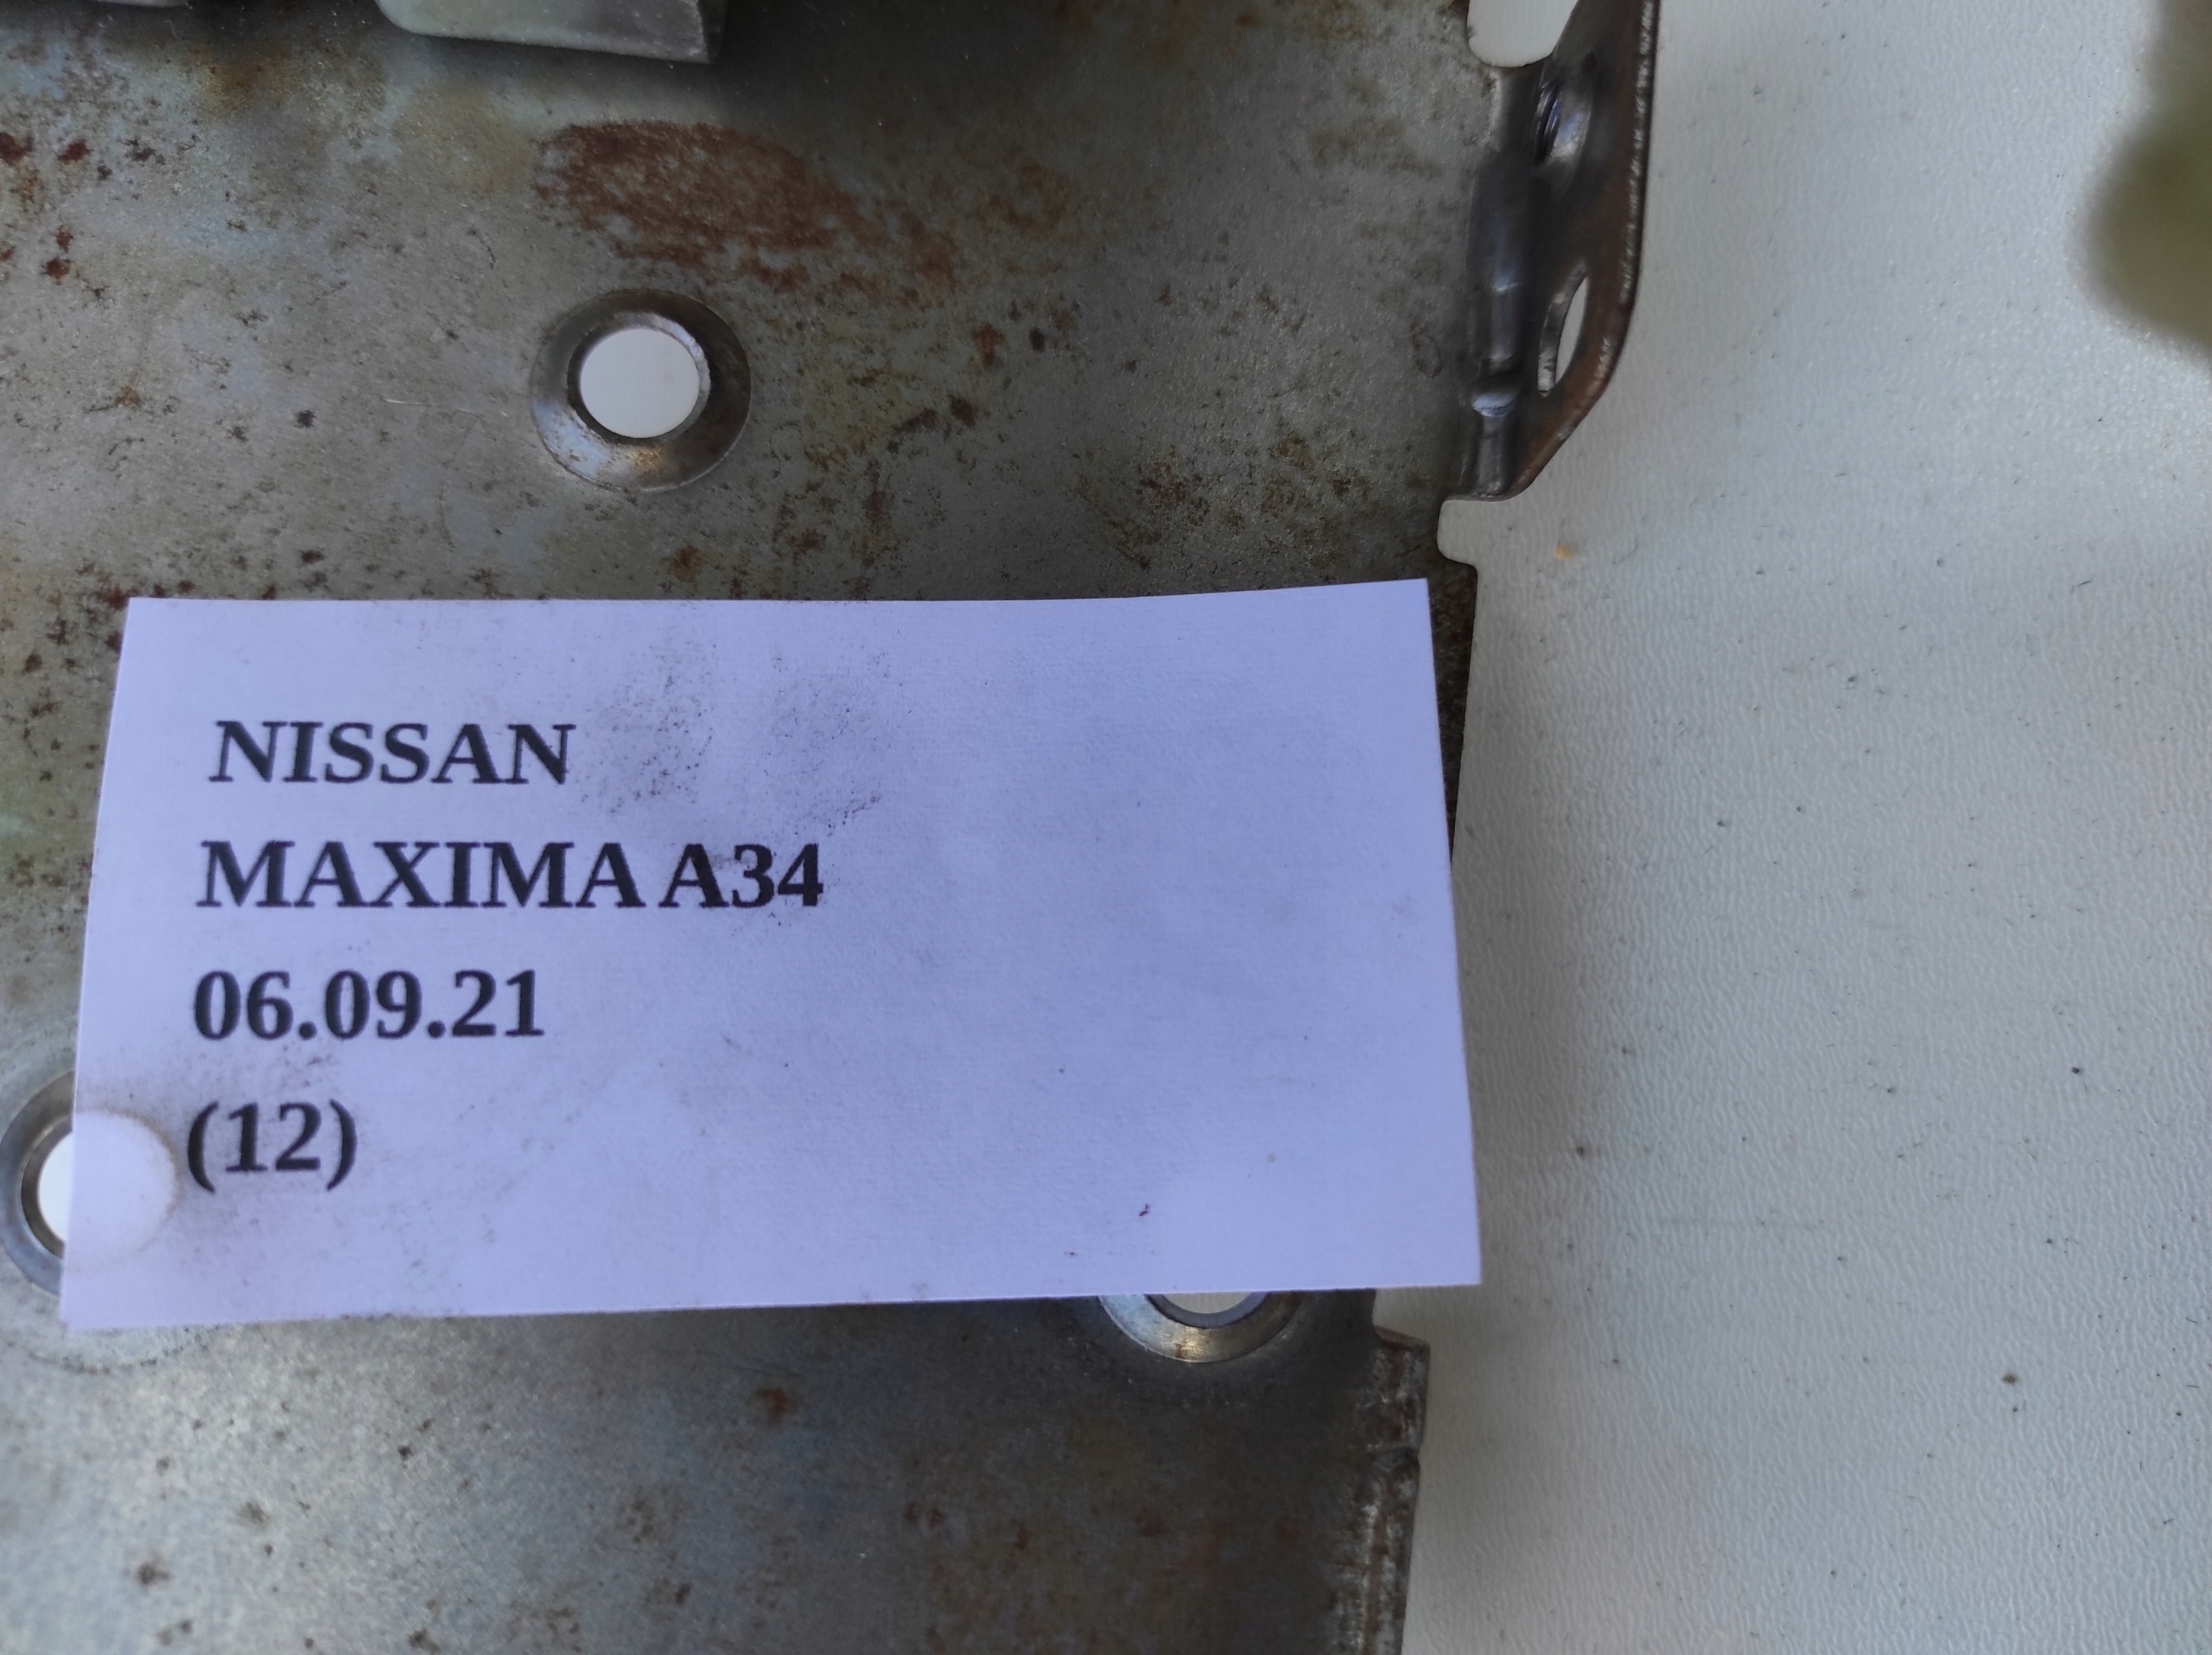 NISSAN
MAXIMA A34
06.09.21
(12)